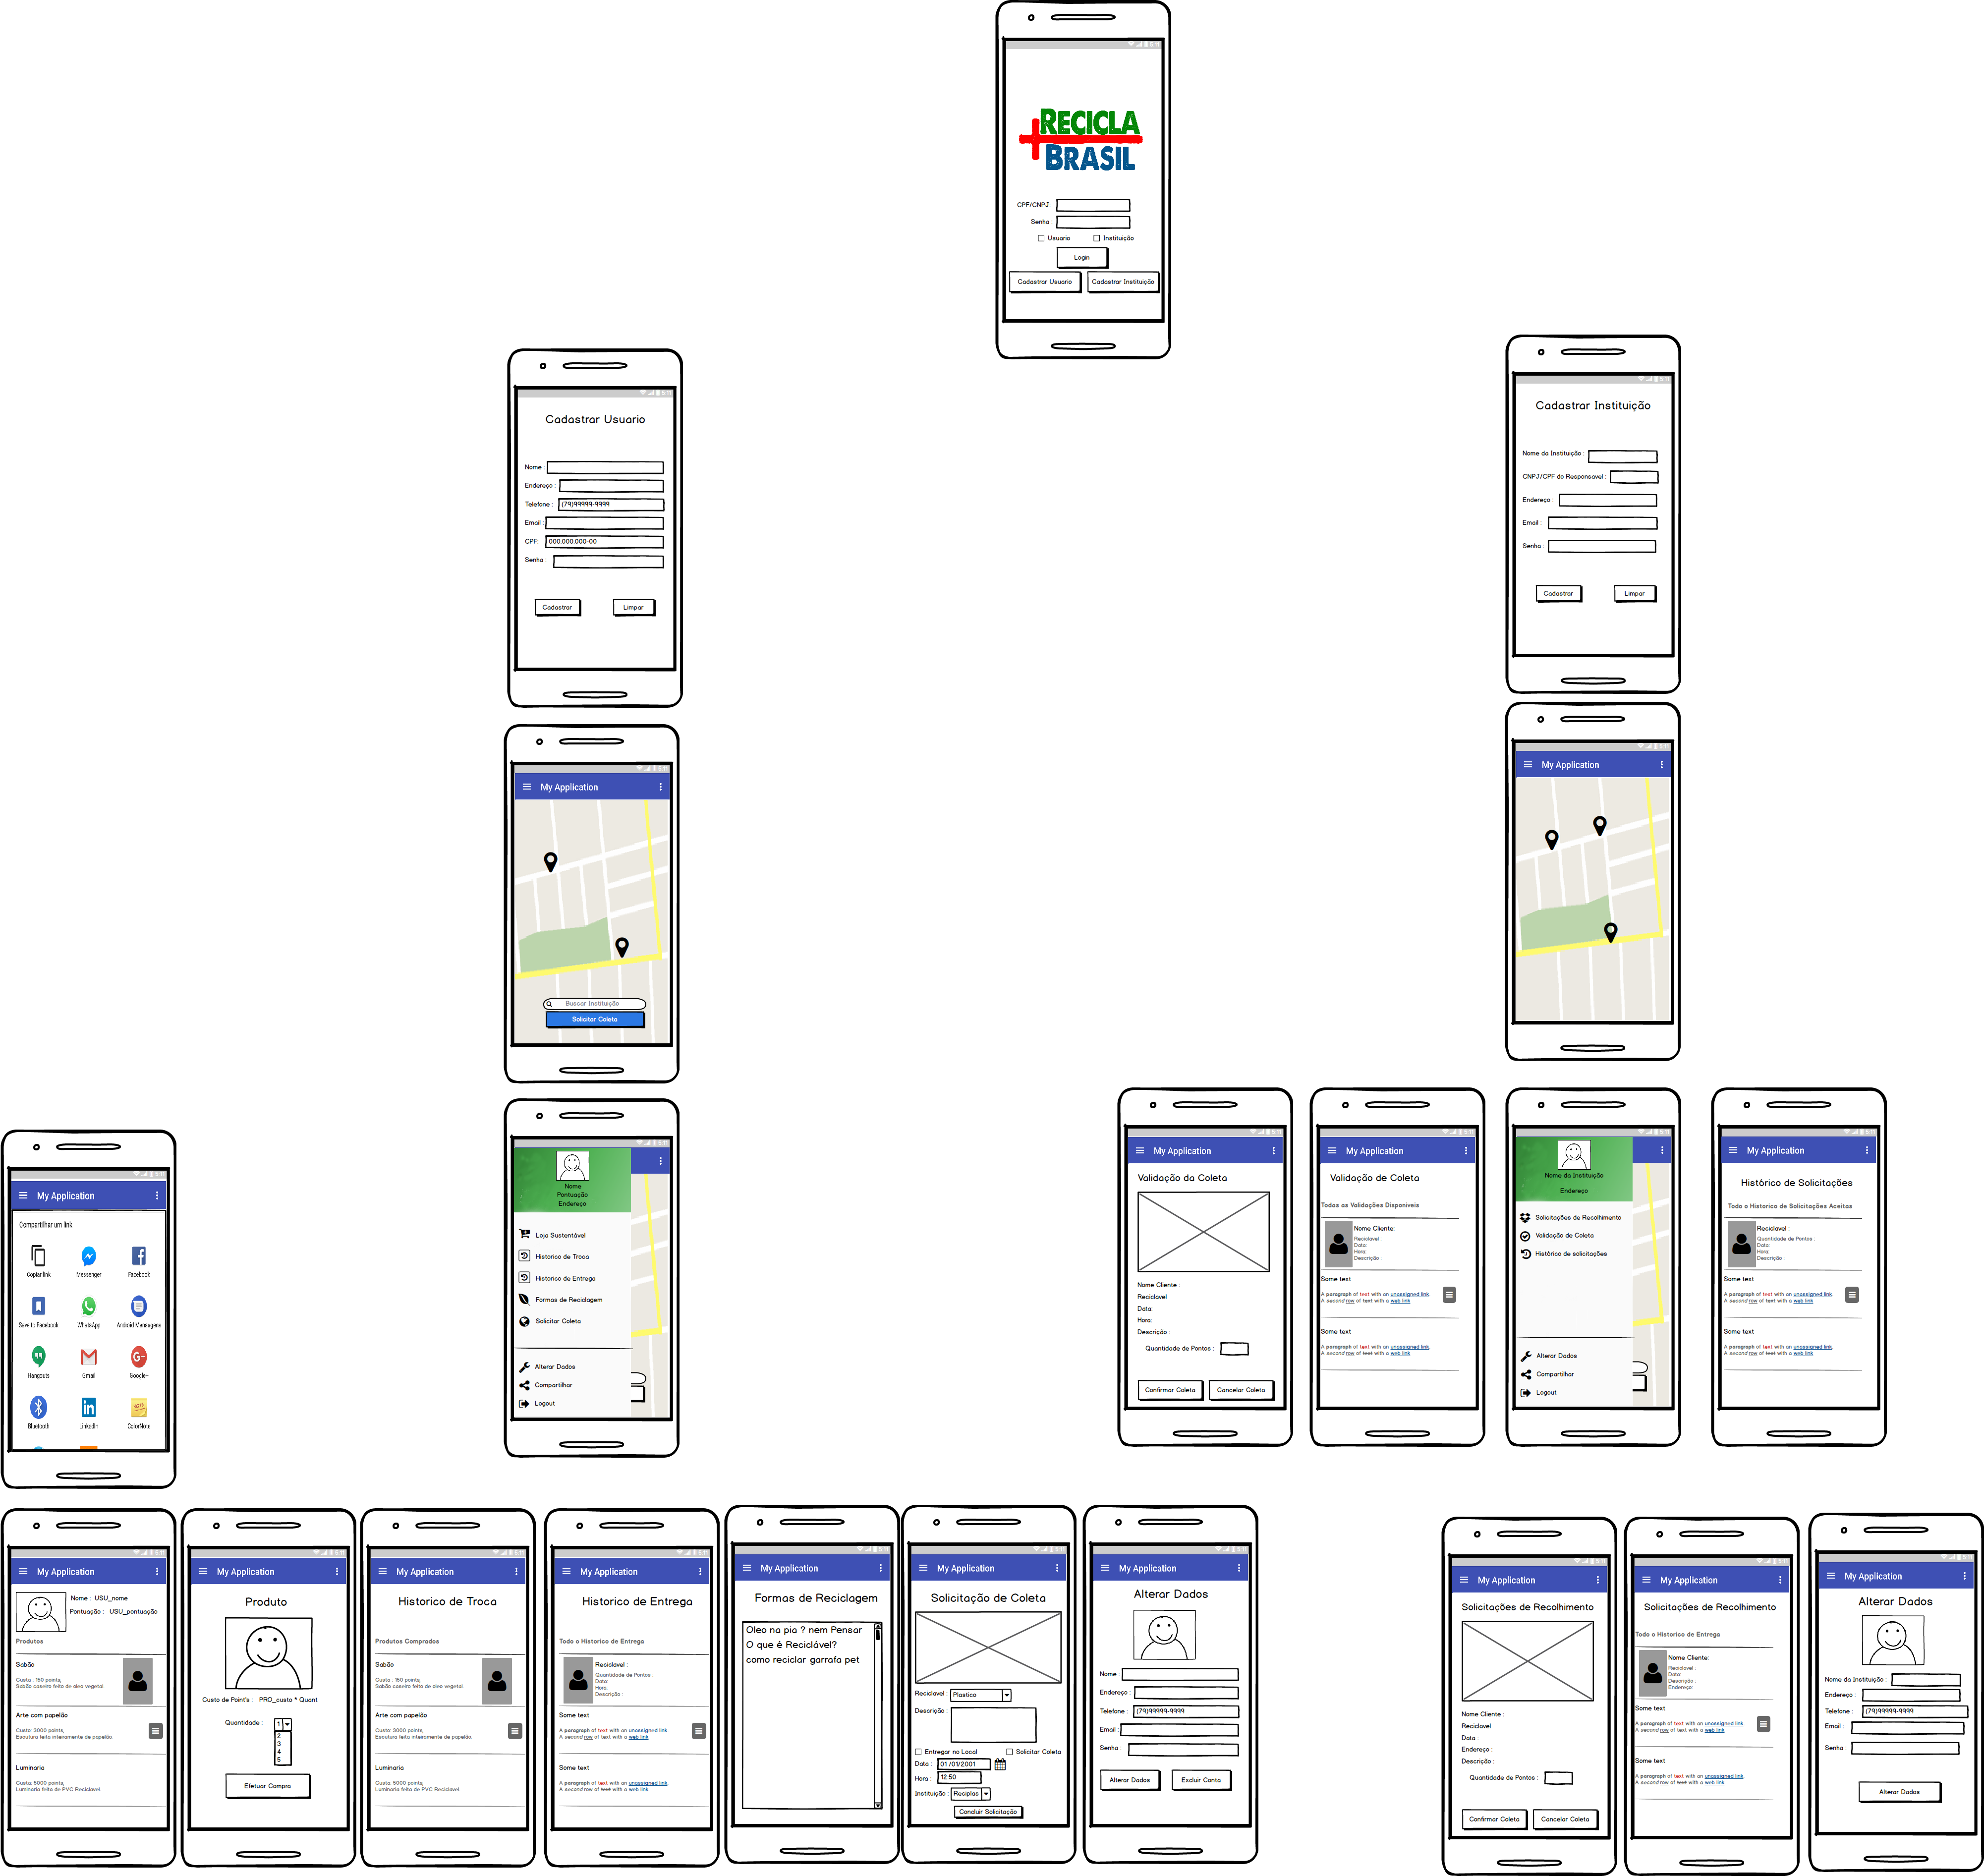 RECICLA
BRASIL
CPF/CNPJ:
Senha :
Usuario
Instituição
Login
Cadastrar Usuario
Cadastrar Instituição
Cadastrar Usuario
Nome :
Endereço :
Telefone : (79)99999-9999
Email :
CPF: 000.000.000-00
Senha :
Cadastrar
Limpar
Cadastrar Instituição
Nome da Instituição :
CNPJ/CPF do Responsavel :
Endereço :
Email :
Senha :
Cadastrar
Limpar
My Application
Buscar Instituição
Solicitar Coleta
My Application
My Application
Compartilhar um link
Copiar link
Messenger
Facebook
Save to Facebook
WhatsApp
Android Mensagens
Hangouts
Gmail
Google+
Bluetooth
LinkedIn
ColorNote
Nome
Pontuação
Endereço
Loja Sustentável
Historico de Troca
Historico de Entrega
Formas de Reciclagem
Solicitar Coleta
Alterar Dados
Compartilhar
Logout
My Application
Validação da Coleta
Nome Cliente :
Reciclavel
Data:
Hora:
Descrição :
Quantidade de Pontos :
Confirmar Coleta
Cancelar Coleta
My Application
Validação de Coleta
Todas as Validações Disponiveis
Nome Cliente:
Reciclavel :
Data:
Hora:
Descrição :
Some text
A paragraph of text with an unassigned link.
A second row of text with a web link
Some text
A paragraph of text with an unassigned link.
A second row of text with a web link
Nome da Instituição
Endereço
Solicitações de Recolhimento
Validação de Coleta
Histórico de solicitações
Alterar Dados
Compartilhar
Logout
My Application
Histórico de Solicitações
Todo o Historico de Solicitações Aceitas
Reciclavel :
Quantidade de Pontos :
Data:
Hora:
Descrição :
Some text
A paragraph of text with an unassigned link.
A second row of text with a web link
Some text
A paragraph of text with an unassigned link.
A second row of text with a web link
My Application
Nome : USU_nome
Pontuação : USU_pontuação
Produtos
Sabão
Custo : 150 points,
Sabão caseiro feito de oleo vegetal.
Arte com papelão
Custo: 3000 points,
Escutura feita inteiramente de papelão.
Luminaria
Custa: 5000 points,
Luminaria feita de PVC Reciclavel.
My Application
Produto
Custo de Point's : PRO_custo * Quant
Quantidade : 1
2
3
4
5
Efetuar Compra
My Application
Historico de Troca
Produtos Comprados
Sabão
Custo : 150 points,
Sabão caseiro feito de oleo vegetal.
Arte com papelão
Custo: 3000 points,
Escutura feita inteiramente de papelão.
Luminaria
Custa: 5000 points,
Luminaria feita de PVC Reciclavel.
My Application
Historico de Entrega
Todo o Historico de Entrega
Reciclavel :
Quantidade de Pontos :
Data:
Hora:
Descrição :
Some text
A paragraph of text with an unassigned link.
A second row of text with a web link
Some text
A paragraph of text with an unassigned link.
A second row of text with a web link
My Application
Formas de Reciclagem
Oleo na pia ? nem Pensar
O que é Reciclável?
como reciclar garrafa pet
My Application
Solicitação de Coleta
Reciclavel : Plastico
Descrição :
Entregar no Local
Solicitar Coleta
Data : 01 /01/2001
Hora : 12:50
Instituição : Reciplas
Concluir Solicitação
My Application
Alterar Dados
Nome :
Endereço :
Telefone : (79)99999-9999
Email :
Senha :
Alterar Dados
Excluir Conta
My Application
Solicitações de Recolhimento
Nome Cliente :
Reciclavel
Data :
Endereço :
Descrição :
Quantidade de Pontos :
Confirmar Coleta
Cancelar Coleta
My Application
Solicitações de Recolhimento
Todo o Historico de Entrega
Nome Cliente:
Reciclavel :
Data:
Descrição :
Endereço:
Some text
A paragraph of text with an unassigned link.
A second row of text with a web link
Some text
A paragraph of text with an unassigned link.
A second row of text with a web link
My Application
Alterar Dados
Nome da Instituição :
Endereço :
Telefone : (79)99999-9999
Email :
Senha :
Alterar Dados